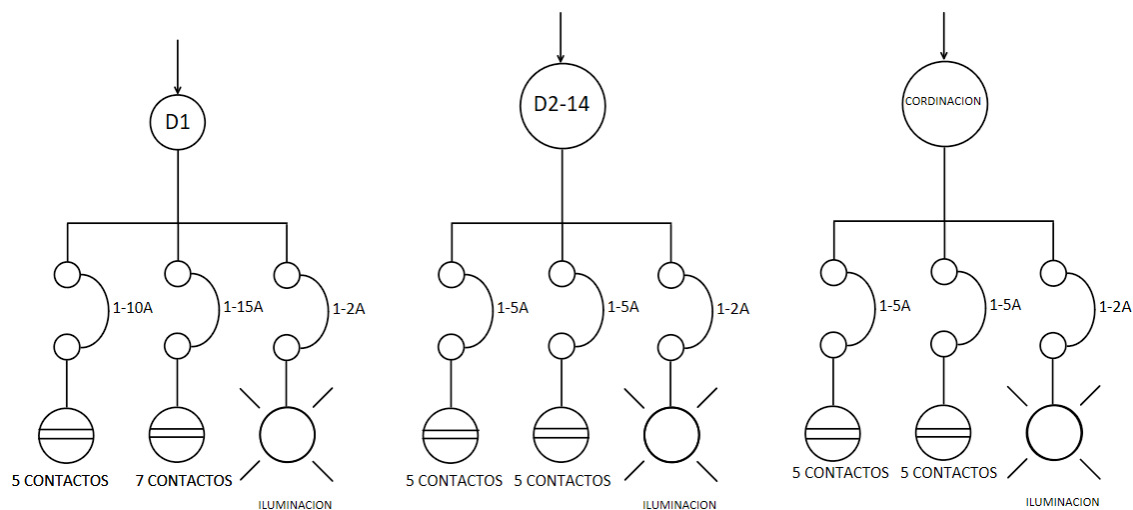 D1
1-10A
1-15A
1-2A
5 CONTACTOS
7 CONTACTOS
ILUMINACION
D2-14
1-5A
1-5A
1-2A
5 CONTACTOS
5 CONTACTOS
ILUMINACION
CORDINACION
1-5A
1-5A
1-2A
5 CONTACTOS
5 CONTACTOS
ILUMINACION